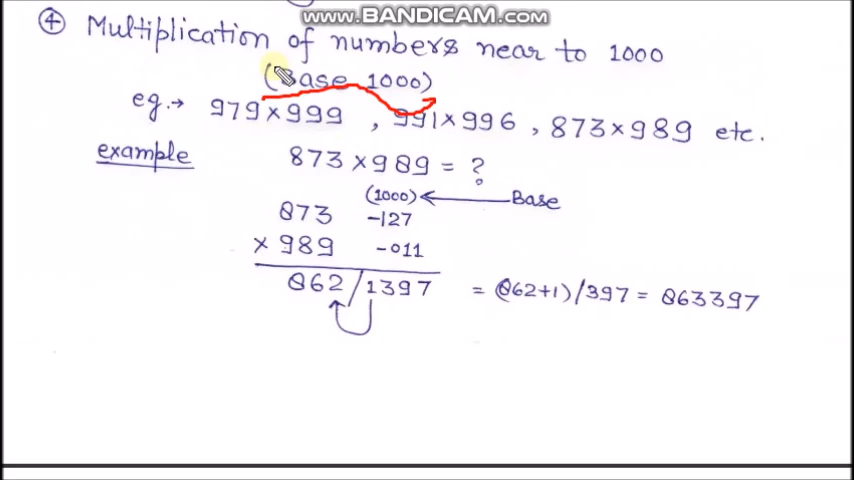 www.BANDICAM.com
④ Multiplication of numbers near to 1000
(Base 1000)
eg.→ 979×999 , 991×996 , 873×989 etc.
example 873×989 = ?
(1000) ← Base
873 -127
× 989 -011
862/1397 = (862+1)/397 = 863397